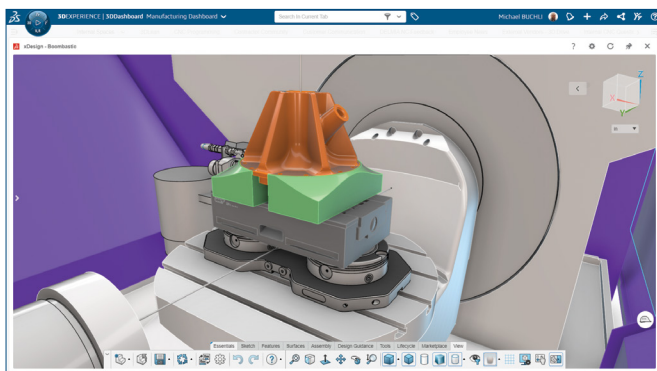 3DEXPERIENCE | 3DDashboard Manufacturing Dashboard
Search In Current Tab
Michael BUCHLI
xDesign - Boombastic
Z
X
Y
Essentials Sketch Features Surfaces Assembly Design Guidance Tools Lifecycle Marketplace View